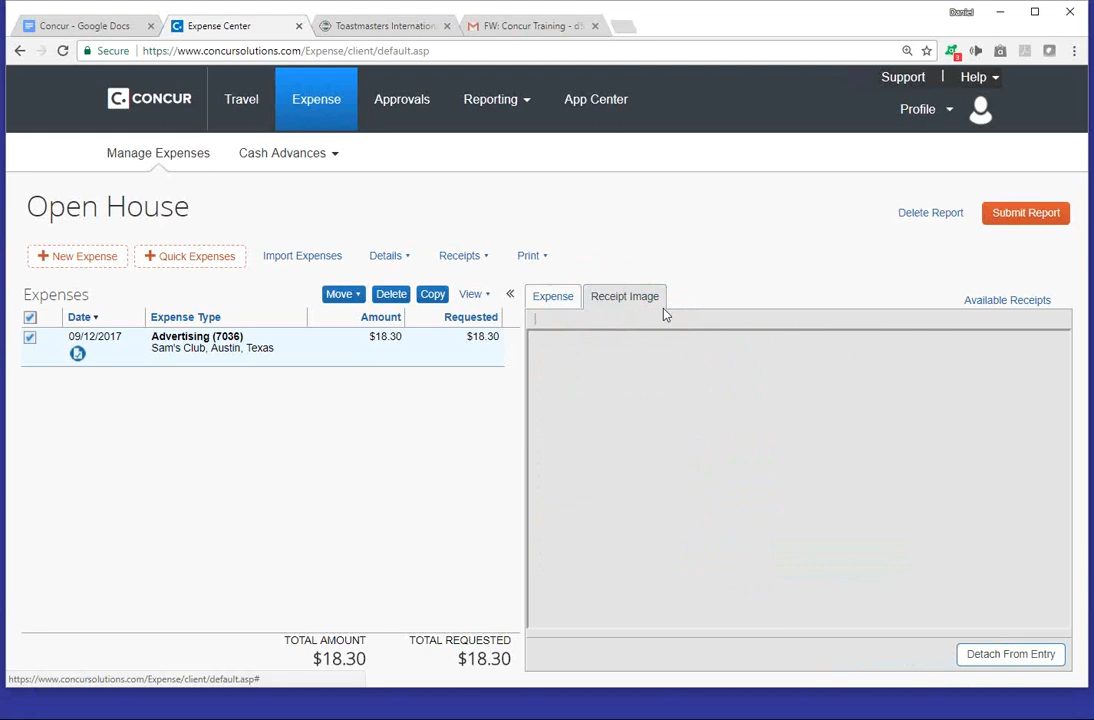 Concur - Google Docs
Expense Center
Toastmasters Internation
FW: Concur Training - d5
Daniel
Secure
https://www.concursolutions.com/Expense/client/default.asp
3
C. CONCUR
Travel
Expense
Approvals
Reporting
App Center
Support
Help
Profile
Manage Expenses
Cash Advances
Open House
Delete Report
Submit Report
+ New Expense
+ Quick Expenses
Import Expenses
Details
Receipts
Print
Expenses
Move
Delete
Copy
View
Expense
Receipt Image
Available Receipts
Date
Expense Type
Amount
Requested
09/12/2017
Advertising (7036)
$18.30
$18.30
Sam's Club, Austin, Texas
TOTAL AMOUNT
TOTAL REQUESTED
$18.30
$18.30
Detach From Entry
https://www.concursolutions.com/Expense/client/default.asp#